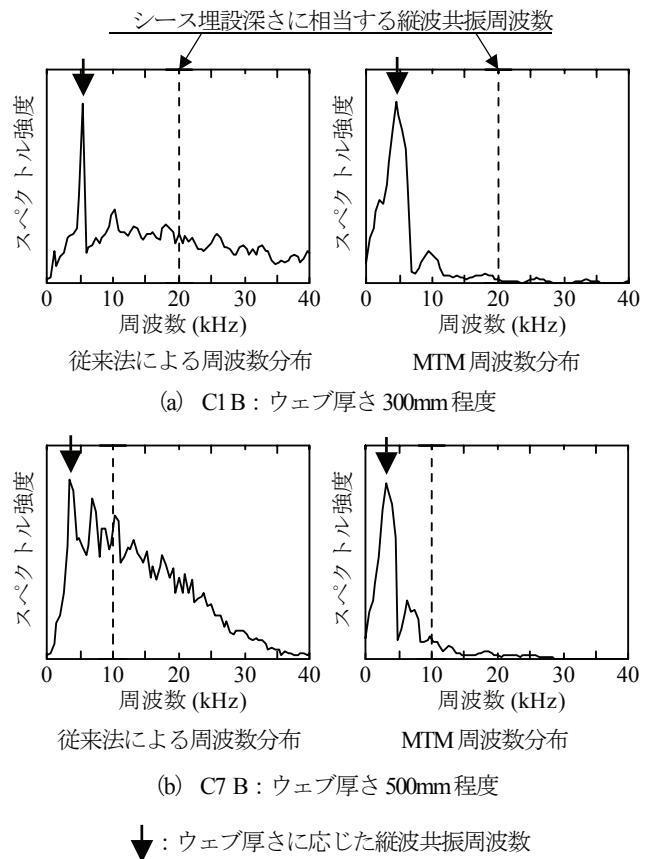 シース埋設深さに相当する縦波共振周波数
スペクトル強度
0 10 20 30 40
周波数 (kHz)
従来法による周波数分布
スペクトル強度
0 10 20 30 40
周波数 (kHz)
MTM 周波数分布
(a) C1 B：ウェブ厚さ 300mm 程度
スペクトル強度
0 10 20 30 40
周波数 (kHz)
従来法による周波数分布
スペクトル強度
0 10 20 30 40
周波数 (kHz)
MTM 周波数分布
(b) C7 B：ウェブ厚さ 500mm 程度
：ウェブ厚さに応じた縦波共振周波数